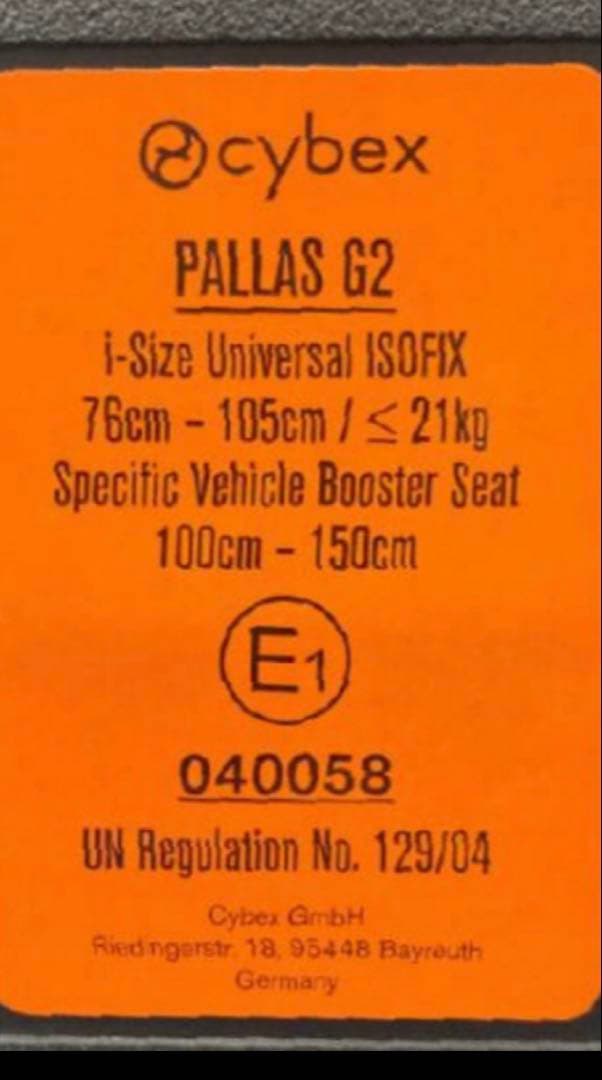 cybex
PALLAS G2
i-Size Universal ISOFIX
76cm - 105cm / ≤ 21kg
Specific Vehicle Booster Seat
100cm - 150cm
E1
040058
UN Regulation No. 129/04
Cybex GmbH
Riedingerstr. 18, 95448 Bayreuth
Germany